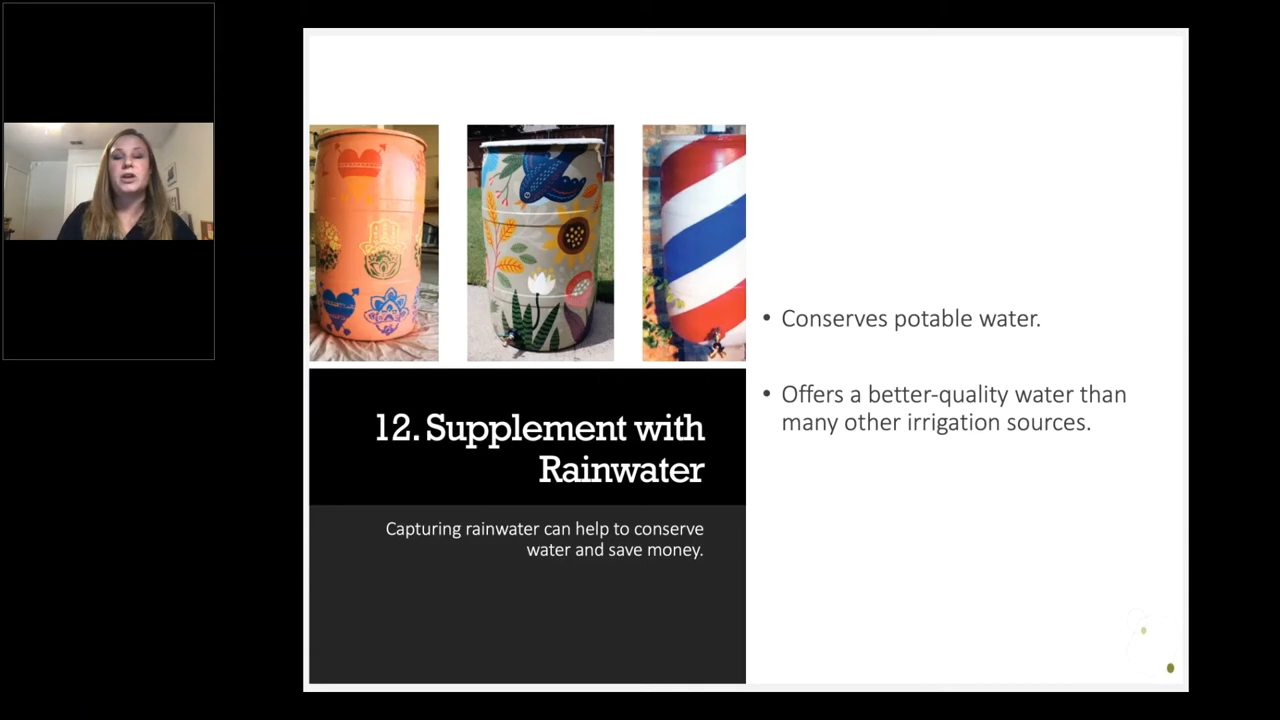 12. Supplement with
Rainwater
Capturing rainwater can help to conserve
water and save money.
• Conserves potable water.
• Offers a better-quality water than
many other irrigation sources.